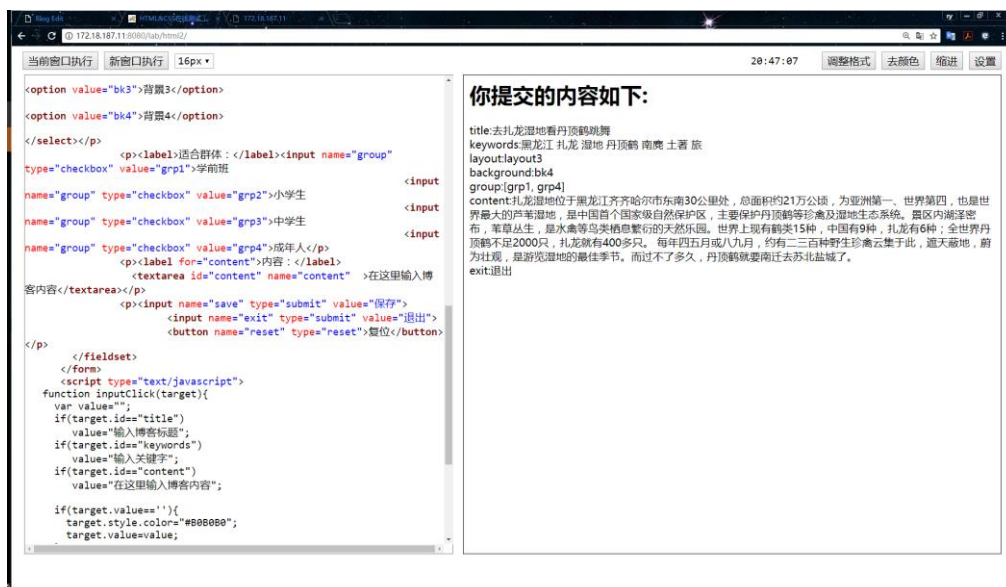 Blog Edit
HTML&CSS在线测试工
172.18.187.11
172.18.187.11:8080/lab/html2/
当前窗口执行 新窗口执行 16px 20:47:07 调整格式 去颜色 缩进 设置
<option value="bk3">背景3</option>
<option value="bk4">背景4</option>
</select></p>
<p><label>适合群体：</label><input name="group"
type="checkbox" value="grp1">学前班
<input
name="group" type="checkbox" value="grp2">小学生
<input
name="group" type="checkbox" value="grp3">中学生
<input
name="group" type="checkbox" value="grp4">成年人</p>
<p><label for="content">内容：</label>
<textarea id="content" name="content" >在这里输入博
客内容</textarea></p>
<p><input name="save" type="submit" value="保存">
<input name="exit" type="submit" value="退出">
<button name="reset" type="reset">复位</button>
</p>
</fieldset>
</form>
<script type="text/javascript">
function inputClick(target){
var value="";
if(target.id=="title")
value="输入博客标题";
if(target.id=="keywords")
value="输入关键字";
if(target.id=="content")
value="在这里输入博客内容";
if(target.value==''){
target.style.color="#B0B0B0";
target.value=value;
你提交的内容如下:
title:去扎龙湿地看丹顶鹤跳舞
keywords:黑龙江 扎龙 湿地 丹顶鹤 南麂 土著 旅
layout:layout3
background:bk4
group:[grp1, grp4]
content:扎龙湿地位于黑龙江齐齐哈尔市东南30公里处，总面积约21万公顷，为亚洲第一、世界第四，也是世
界最大的芦苇湿地，是中国首个国家级自然保护区，主要保护丹顶鹤等珍禽及湿地生态系统。景区内湖泽密
布，苇草丛生，是水禽等鸟类栖息繁衍的天然乐园。世界上现有鹤类15种，中国有9种，扎龙有6种；全世界丹
顶鹤不足2000只，扎龙就有400多只。 每年四五月或八九月，约有二三百种野生珍禽云集于此，遮天蔽地，蔚
为壮观，是游览湿地的最佳季节。而过不了多久，丹顶鹤就要南迁去苏北盐城了。
exit:退出